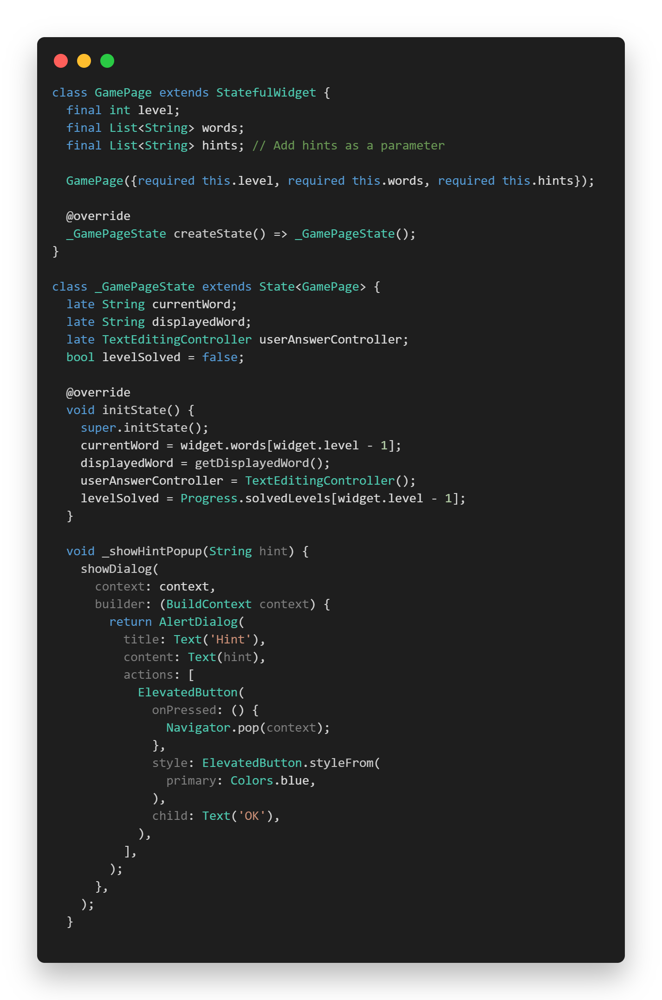 class GamePage extends StatefulWidget {
  final int level;
  final List<String> words;
  final List<String> hints; // Add hints as a parameter

  GamePage({required this.level, required this.words, required this.hints});

  @override
  _GamePageState createState() => _GamePageState();
}

class _GamePageState extends State<GamePage> {
  late String currentWord;
  late String displayedWord;
  late TextEditingController userAnswerController;
  bool levelSolved = false;

  @override
  void initState() {
    super.initState();
    currentWord = widget.words[widget.level - 1];
    displayedWord = getDisplayedWord();
    userAnswerController = TextEditingController();
    levelSolved = Progress.solvedLevels[widget.level - 1];
  }

  void _showHintPopup(String hint) {
    showDialog(
      context: context,
      builder: (BuildContext context) {
        return AlertDialog(
          title: Text('Hint'),
          content: Text(hint),
          actions: [
            ElevatedButton(
              onPressed: () {
                Navigator.pop(context);
              },
              style: ElevatedButton.styleFrom(
                primary: Colors.blue,
              ),
              child: Text('OK'),
            ),
          ],
        );
      },
    );
  }